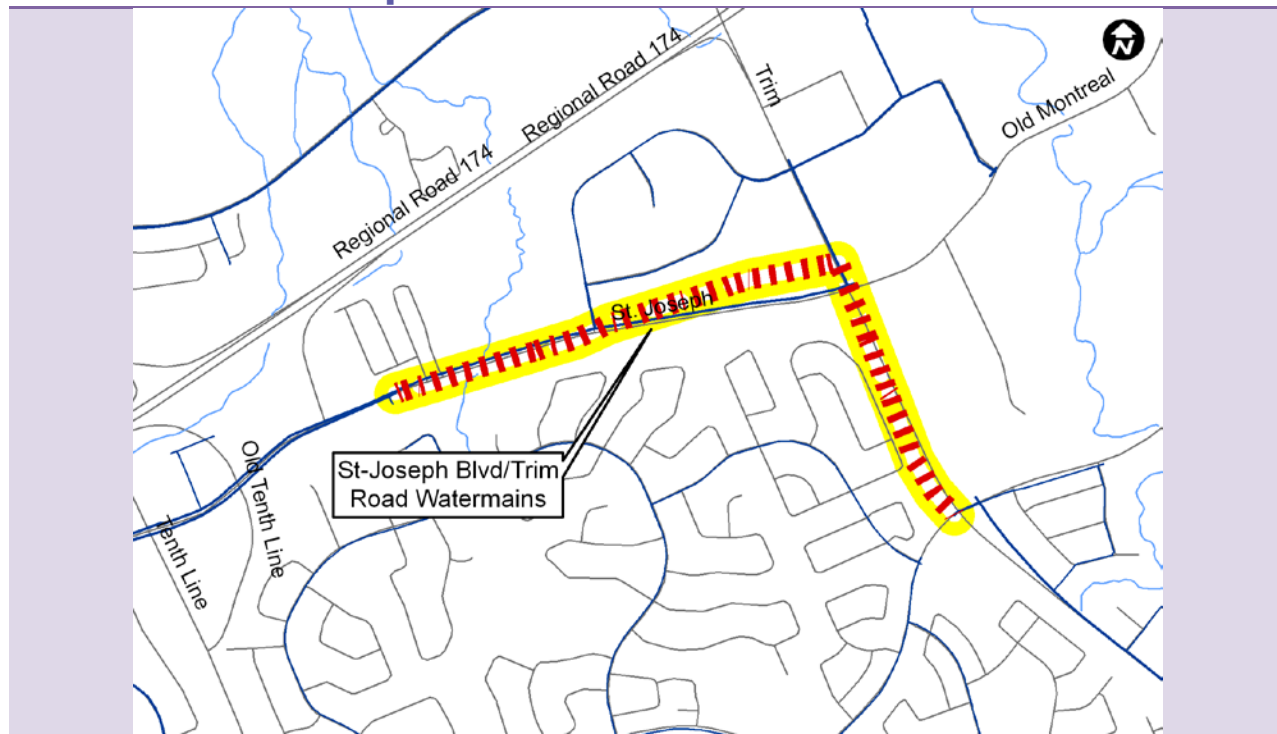 Regional Road 174
Regional Road 174
Trim
N
Old Montreal
St. Joseph
St-Joseph Blvd/Trim
Road Watermains
Old Tenth Line
Tenth Line